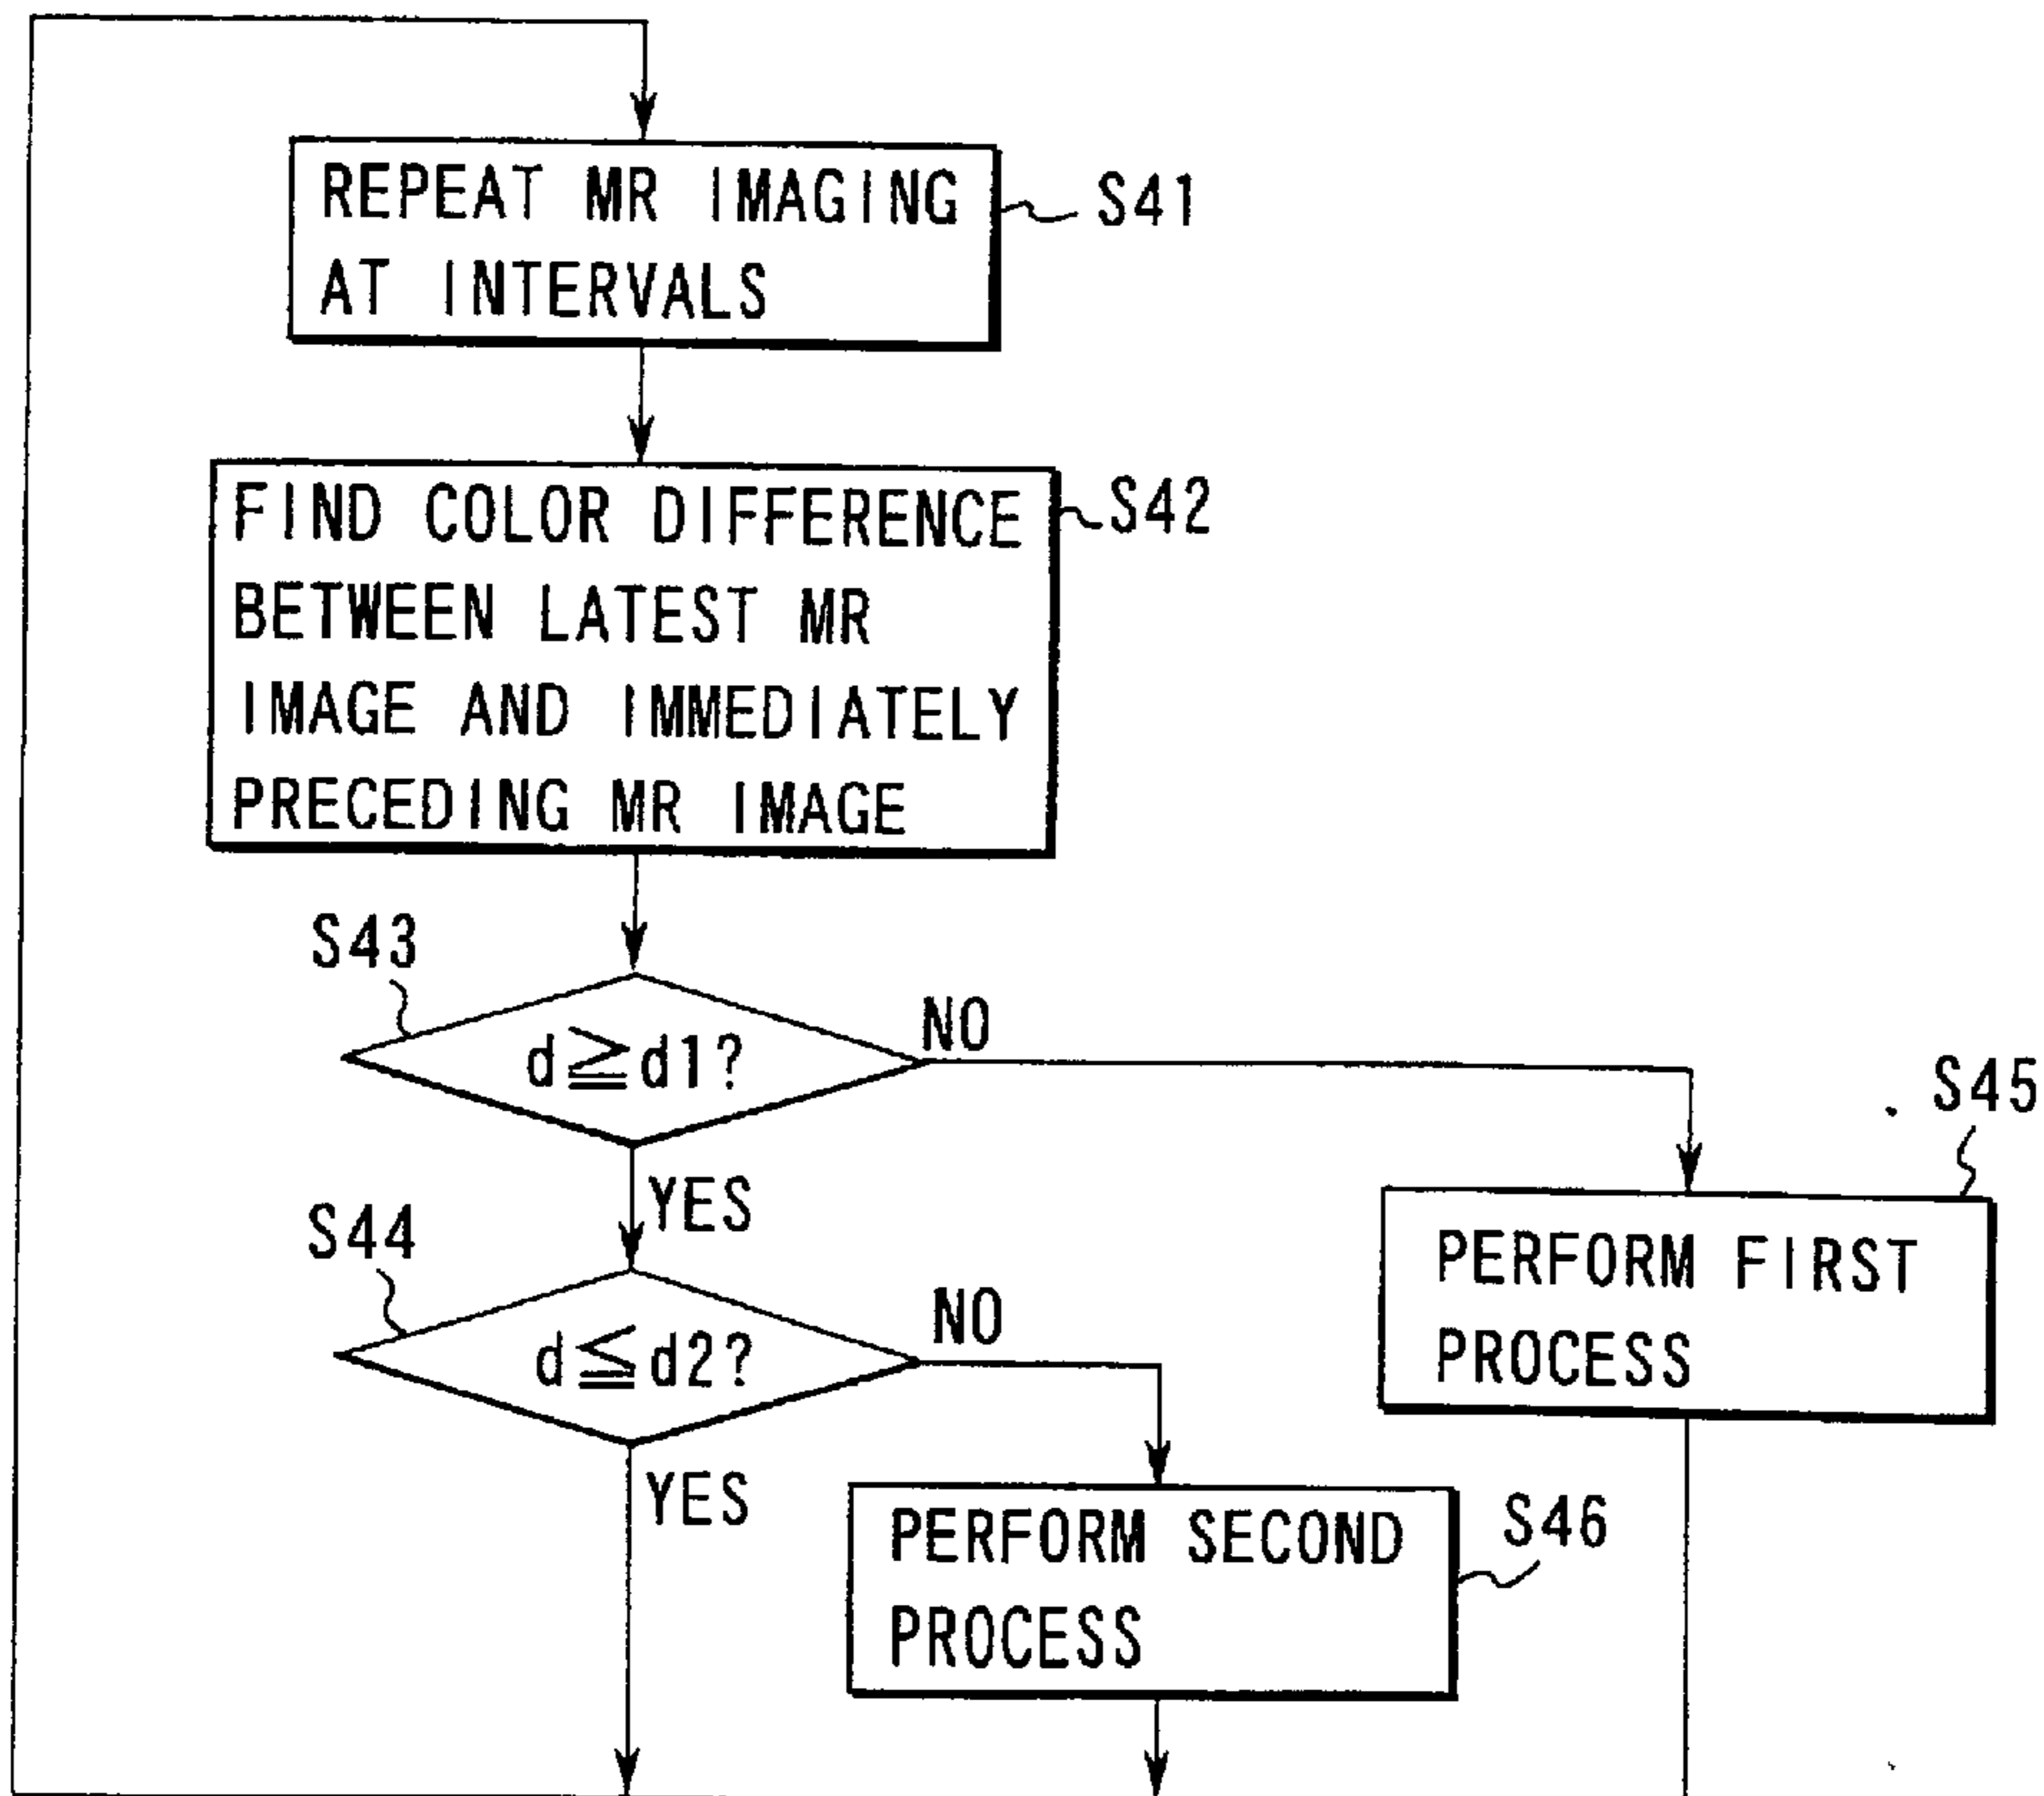 REPEAT MR IMAGING
AT INTERVALS
S41
FIND COLOR DIFFERENCE
BETWEEN LATEST MR
IMAGE AND IMMEDIATELY
PRECEDING MR IMAGE
S42
S43
d≧d1?
NO
YES
S45
PERFORM FIRST
PROCESS
S44
d≦d2?
NO
YES
PERFORM SECOND
PROCESS
S46